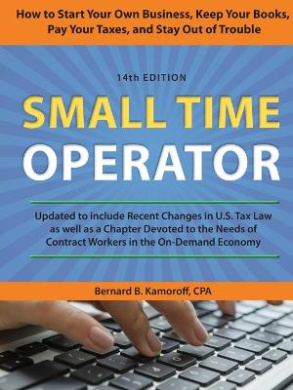 How to Start Your Own Business, Keep Your Books,
Pay Your Taxes, and Stay Out of Trouble
14th EDITION
SMALL TIME
OPERATOR
Updated to include Recent Changes in U.S. Tax Law
as well as a Chapter Devoted to the Needs of
Contract Workers in the On-Demand Economy
Bernard B. Kamoroff, CPA